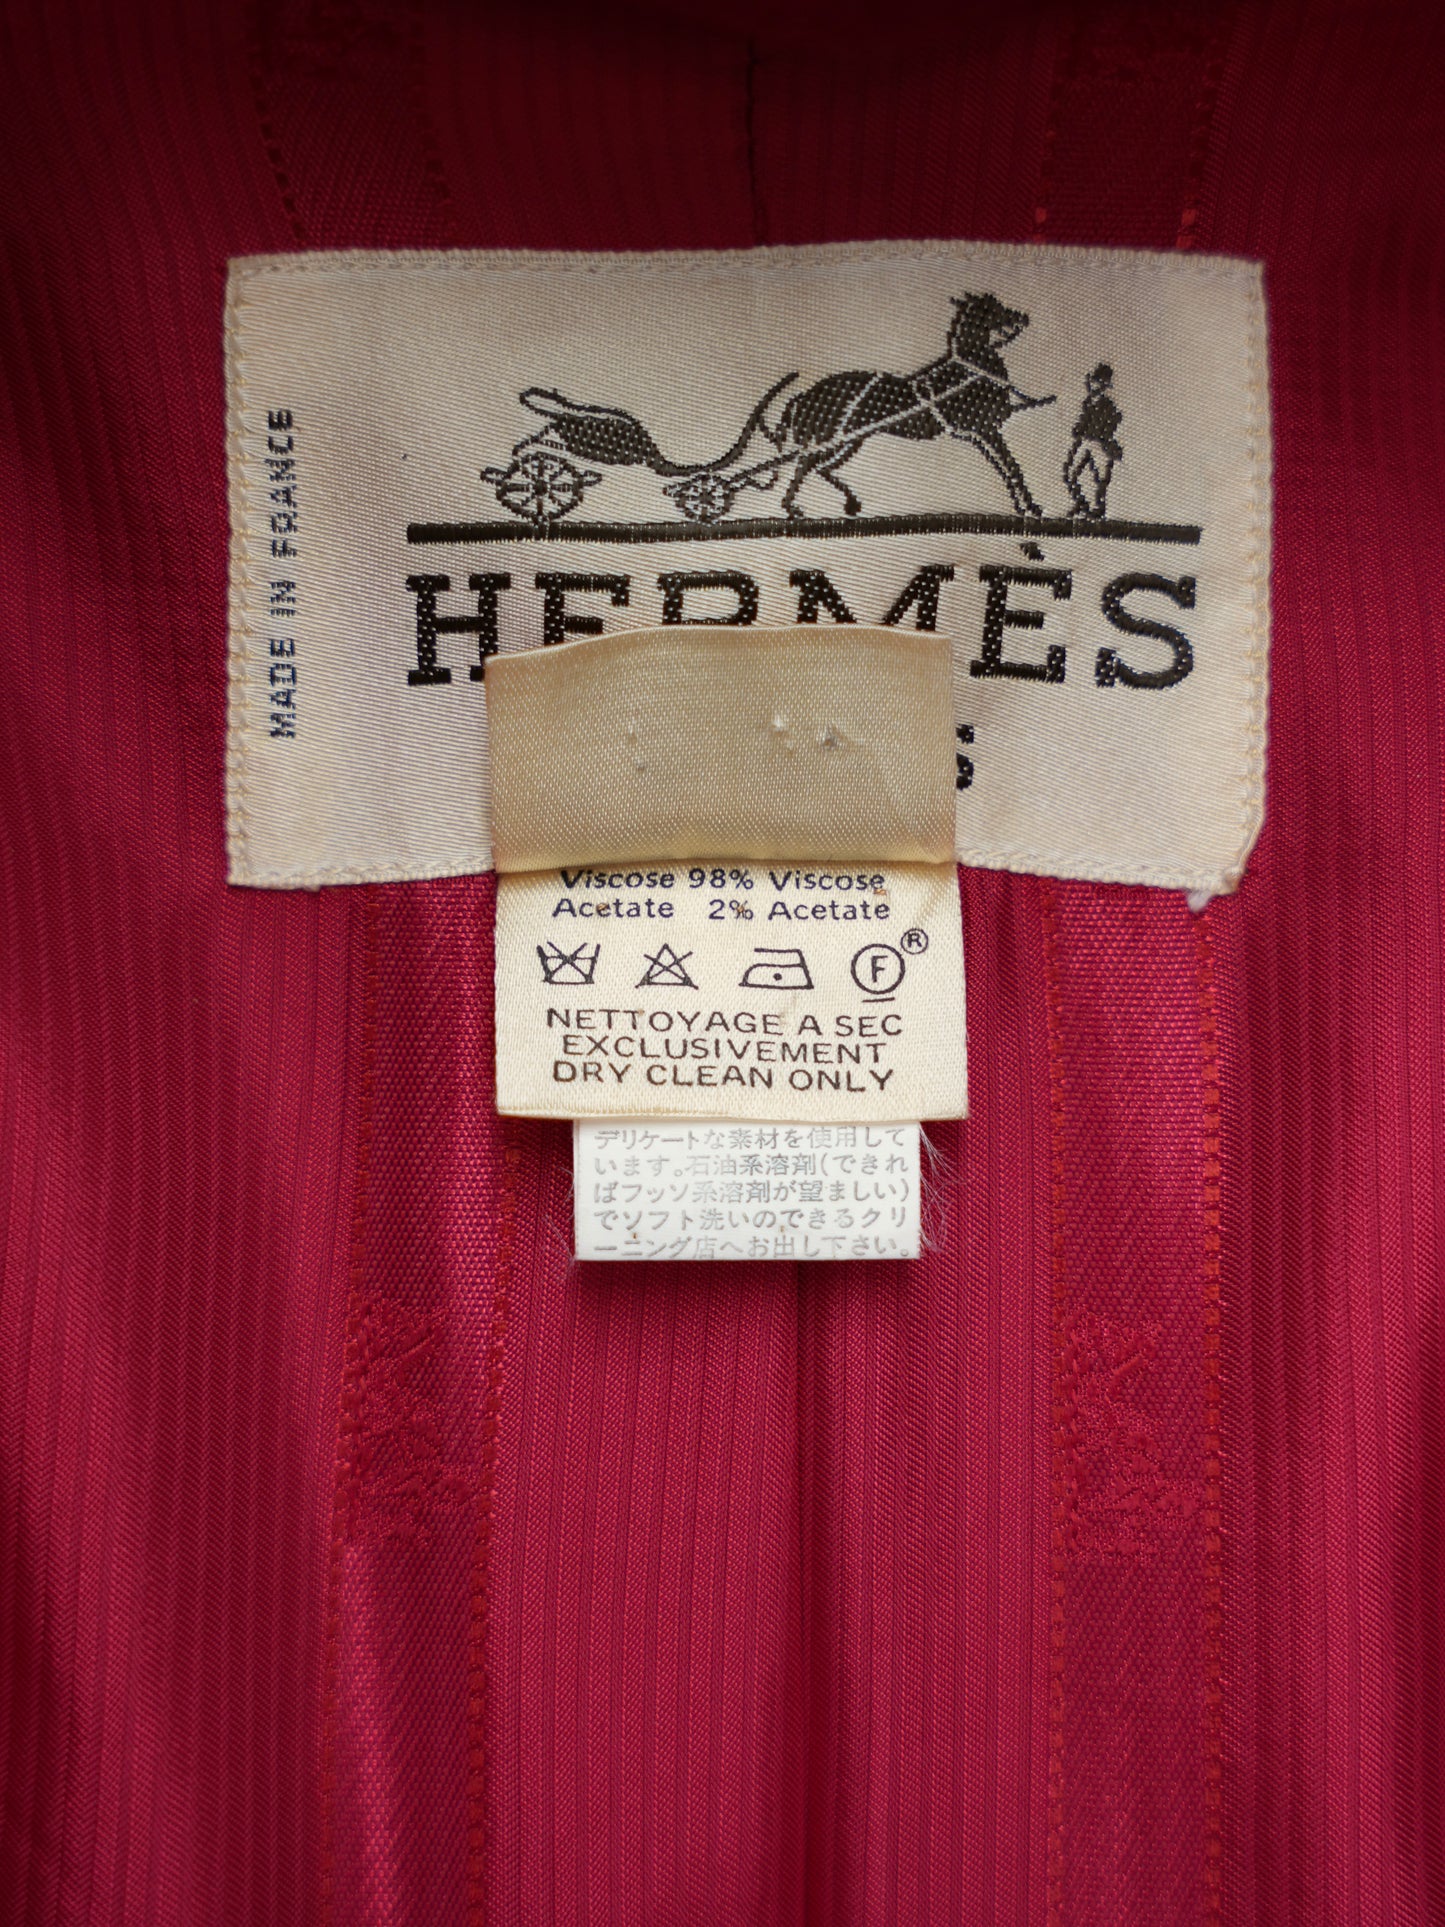 MADE IN FRANCE
HERMÈS
S
Viscose 98% Viscose
Acetate 2% Acetate
F ®
NETTOYAGE A SEC
EXCLUSIVEMENT
DRY CLEAN ONLY
デリケートな素材を使用して
います。石油系溶剤(できれ
ばフッソ系溶剤が望ましい)
でソフト洗いのできるクリ
ーニング店へお出し下さい。